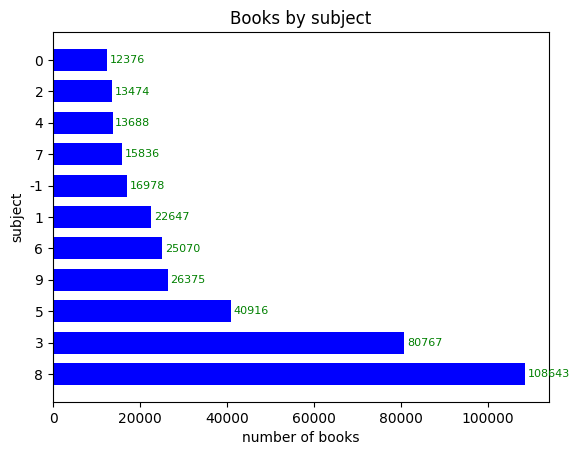 Books by subject
0 12376
2 13474
4 13688
7 15836
-1 16978
1 22647
6 25070
9 26375
5 40916
3 80767
8 108643
subject
0 20000 40000 60000 80000 100000
number of books